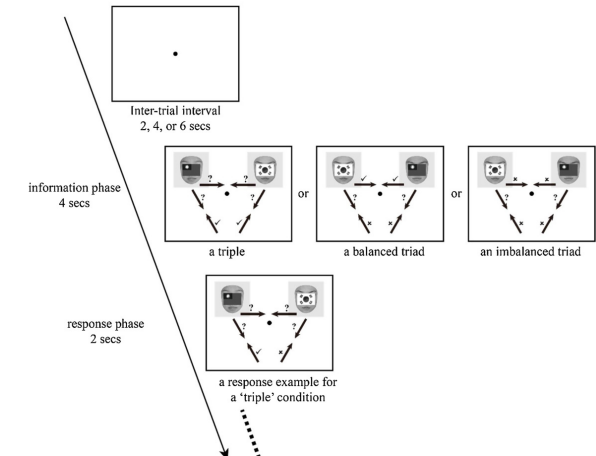 Inter-trial interval
2, 4, or 6 secs
information phase
4 secs
? ?
? ?
✓ ✓
or
✓ ✓
? ?
× ×
or
× ×
? ?
× ×
a triple
a balanced triad
an imbalanced triad
response phase
2 secs
? ?
? ?
✓ ×
a response example for
a ‘triple’ condition